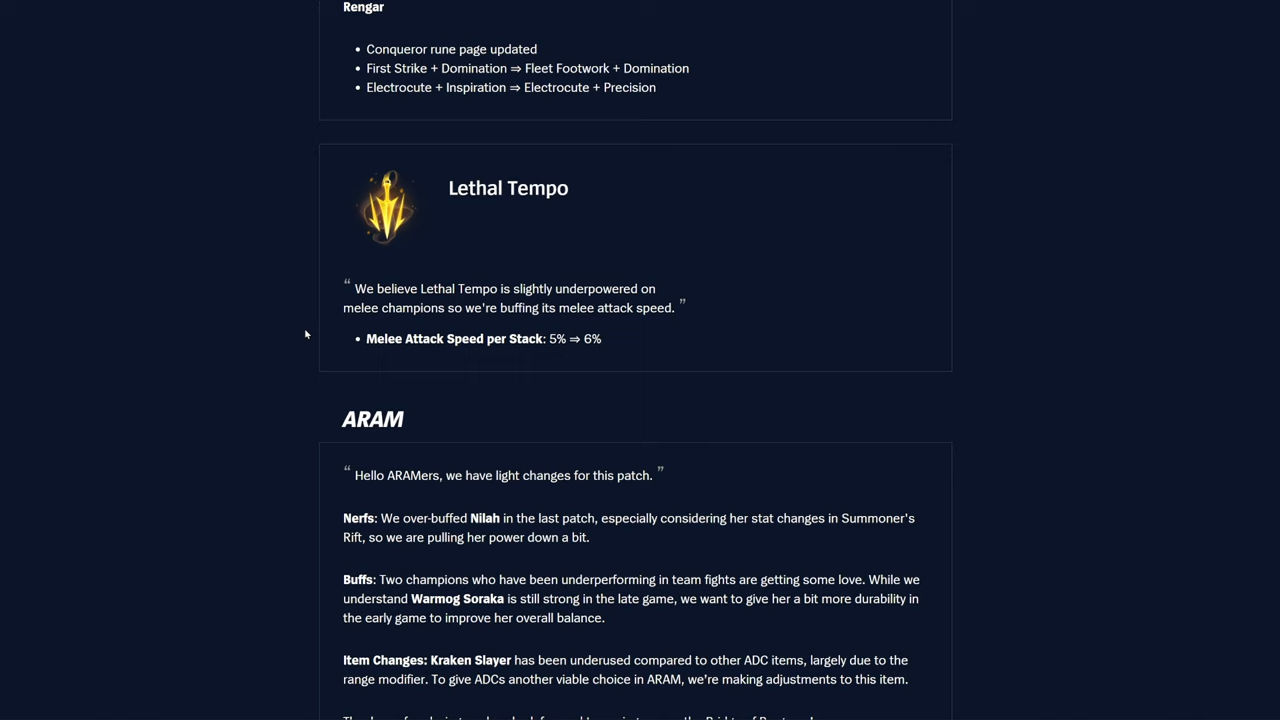 Rengar
• Conqueror rune page updated
• First Strike + Domination ⇒ Fleet Footwork + Domination
• Electrocute + Inspiration ⇒ Electrocute + Precision
Lethal Tempo
“ We believe Lethal Tempo is slightly underpowered on
melee champions so we're buffing its melee attack speed. ”
• Melee Attack Speed per Stack: 5% ⇒ 6%
ARAM
“ Hello ARAMers, we have light changes for this patch. ”
Nerfs: We over-buffed Nilah in the last patch, especially considering her stat changes in Summoner's
Rift, so we are pulling her power down a bit.
Buffs: Two champions who have been underperforming in team fights are getting some love. While we
understand Warmog Soraka is still strong in the late game, we want to give her a bit more durability in
the early game to improve her overall balance.
Item Changes: Kraken Slayer has been underused compared to other ADC items, largely due to the
range modifier. To give ADCs another viable choice in ARAM, we're making adjustments to this item.